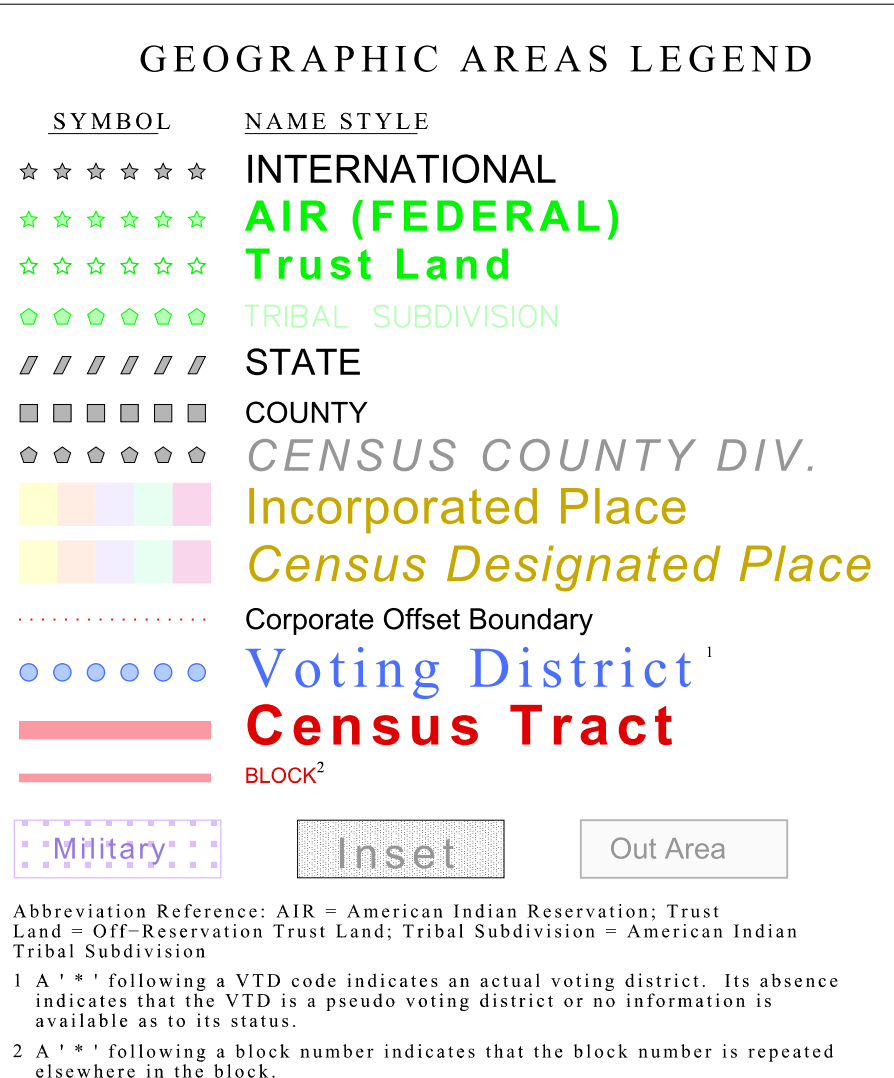 GEOGRAPHIC AREAS LEGEND
SYMBOL NAME STYLE
INTERNATIONAL
AIR (FEDERAL)
Trust Land
TRIBAL SUBDIVISION
STATE
COUNTY
CENSUS COUNTY DIV.
Incorporated Place
Census Designated Place
Corporate Offset Boundary
Voting District 1
Census Tract
BLOCK2
Military Inset Out Area
Abbreviation Reference: AIR = American Indian Reservation; Trust
Land = Off−Reservation Trust Land; Tribal Subdivision = American Indian
Tribal Subdivision
1 A ' * ' following a VTD code indicates an actual voting district. Its absence
indicates that the VTD is a pseudo voting district or no information is
available as to its status.
2 A ' * ' following a block number indicates that the block number is repeated
elsewhere in the block.